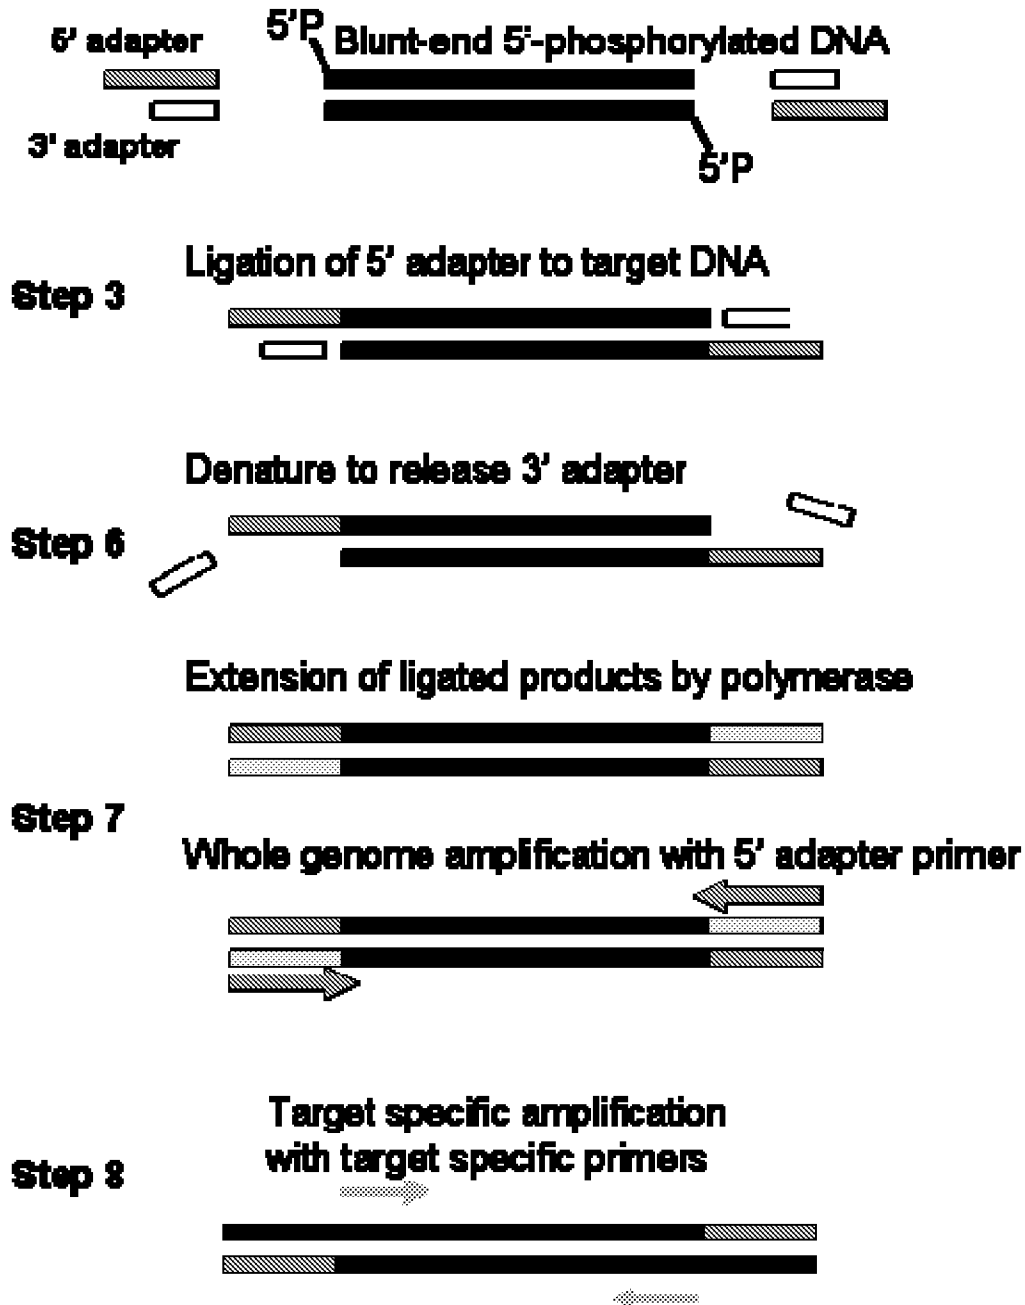 5' adapter
5'P
Blunt-end 5'-phosphorylated DNA
3' adapter
5'P
Ligation of 5' adapter to target DNA
Step 3
Denature to release 3' adapter
Step 6
Extension of ligated products by polymerase
Step 7
Whole genome amplification with 5' adapter primer
Target specific amplification
with target specific primers
Step 8